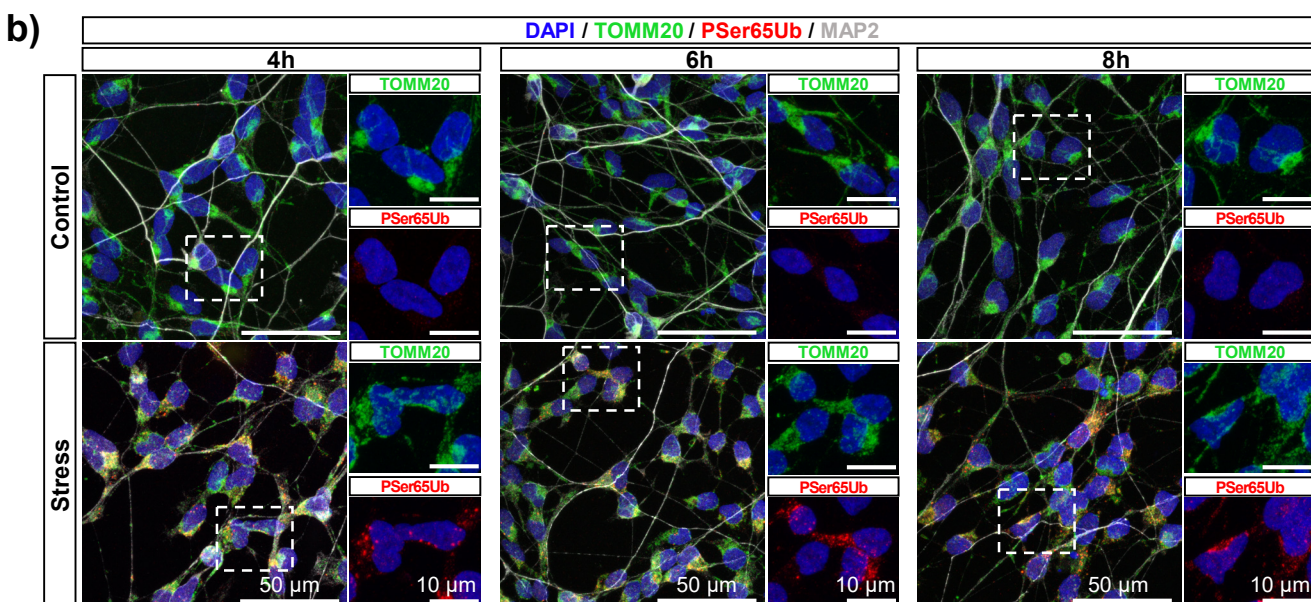 b)
DAPI / TOMM20 / PSer65Ub / MAP2
4h
6h
8h
Control
TOMM20
PSer65Ub
TOMM20
PSer65Ub
TOMM20
PSer65Ub
Stress
TOMM20
PSer65Ub
50 µm
10 µm
TOMM20
PSer65Ub
50 µm
10 µm
TOMM20
PSer65Ub
50 µm
10 µm